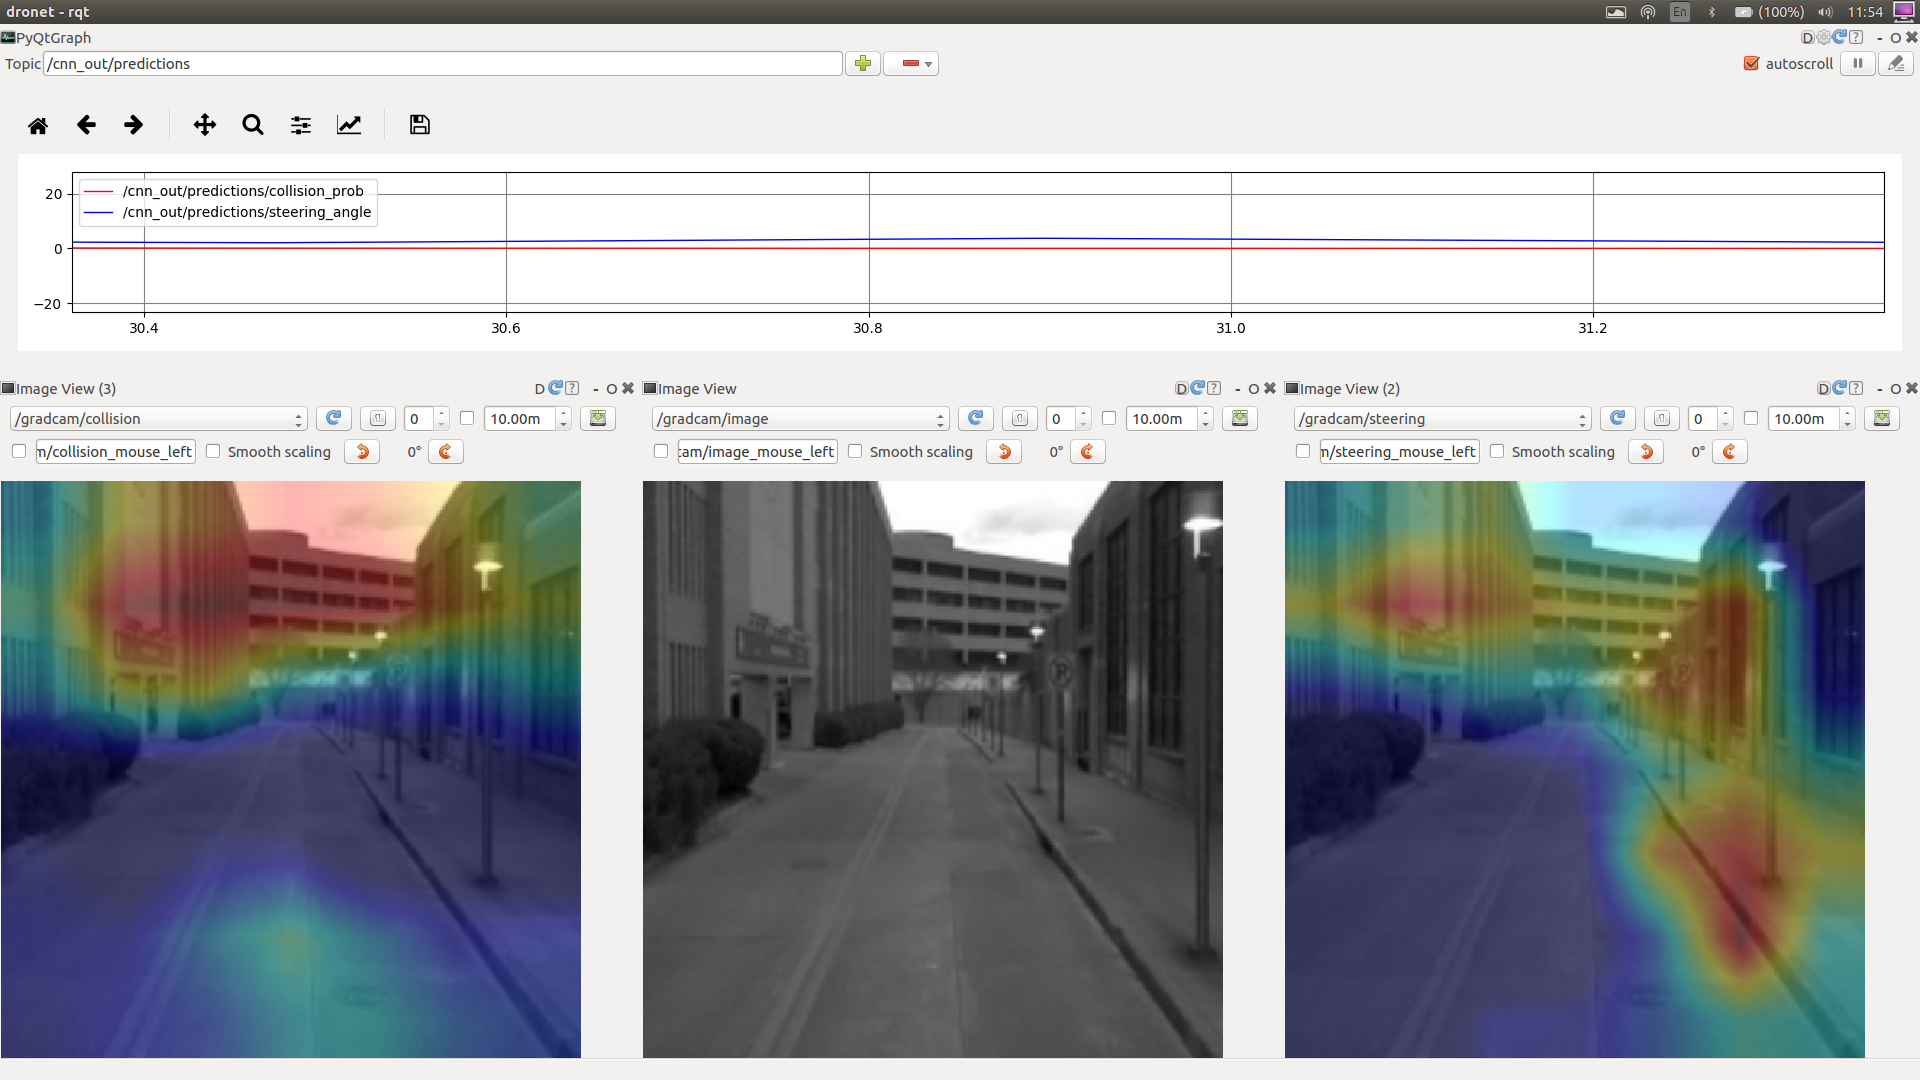 dronet - rqt
En
(100%)
11:54
PyQtGraph
D
?
-
O
Topic
/cnn_out/predictions
autoscroll
/cnn_out/predictions/collision_prob
/cnn_out/predictions/steering_angle
20
0
−20
30.4
30.6
30.8
31.0
31.2
Image View (3)
D
?
-
O
Image View
D
?
-
O
Image View (2)
D
?
-
O
/gradcam/collision
0
10.00m
/gradcam/image
0
10.00m
/gradcam/steering
0
10.00m
n/collision_mouse_left
Smooth scaling
0°
cam/image_mouse_left
Smooth scaling
0°
n/steering_mouse_left
Smooth scaling
0°